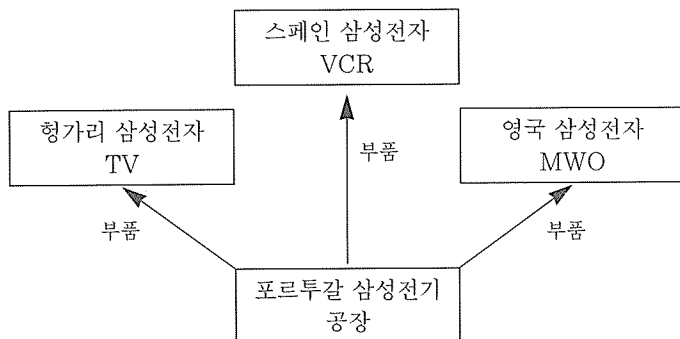 스페인 삼성전자
VCR
헝가리 삼성전자
TV
영국 삼성전자
MWO
부품
부품
부품
포르투갈 삼성전기
공장